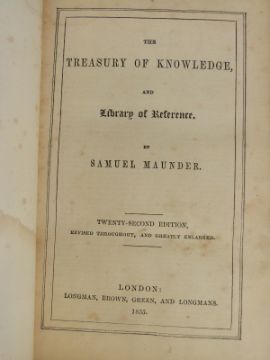 THE
TREASURY OF KNOWLEDGE,
AND
Library of Reference.
BY
SAMUEL MAUNDER.
TWENTY-SECOND EDITION,
REVISED THROUGHOUT, AND GREATLY ENLARGED.
LONDON:
LONGMAN, BROWN, GREEN, AND LONGMANS.
1855.